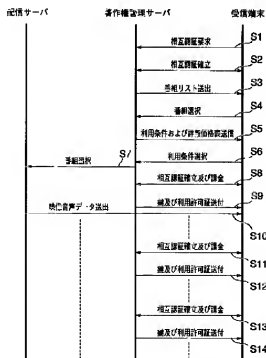 配信サーバ
著作権管理サーバ
受信端末
相互認証要求
S1
相互認証確立
S2
番組リスト送出
S3
番組選択
S4
利用条件および許可価格表送信
S5
利用条件選択
S6
番組選択
S7
相互認証確立及び課金
S8
鍵及び利用許可証送付
S9
映像音声データ送出
S10
相互認証確立及び課金
S11
鍵及び利用許可証送付
S12
相互認証確立及び課金
S13
鍵及び利用許可証送付
S14